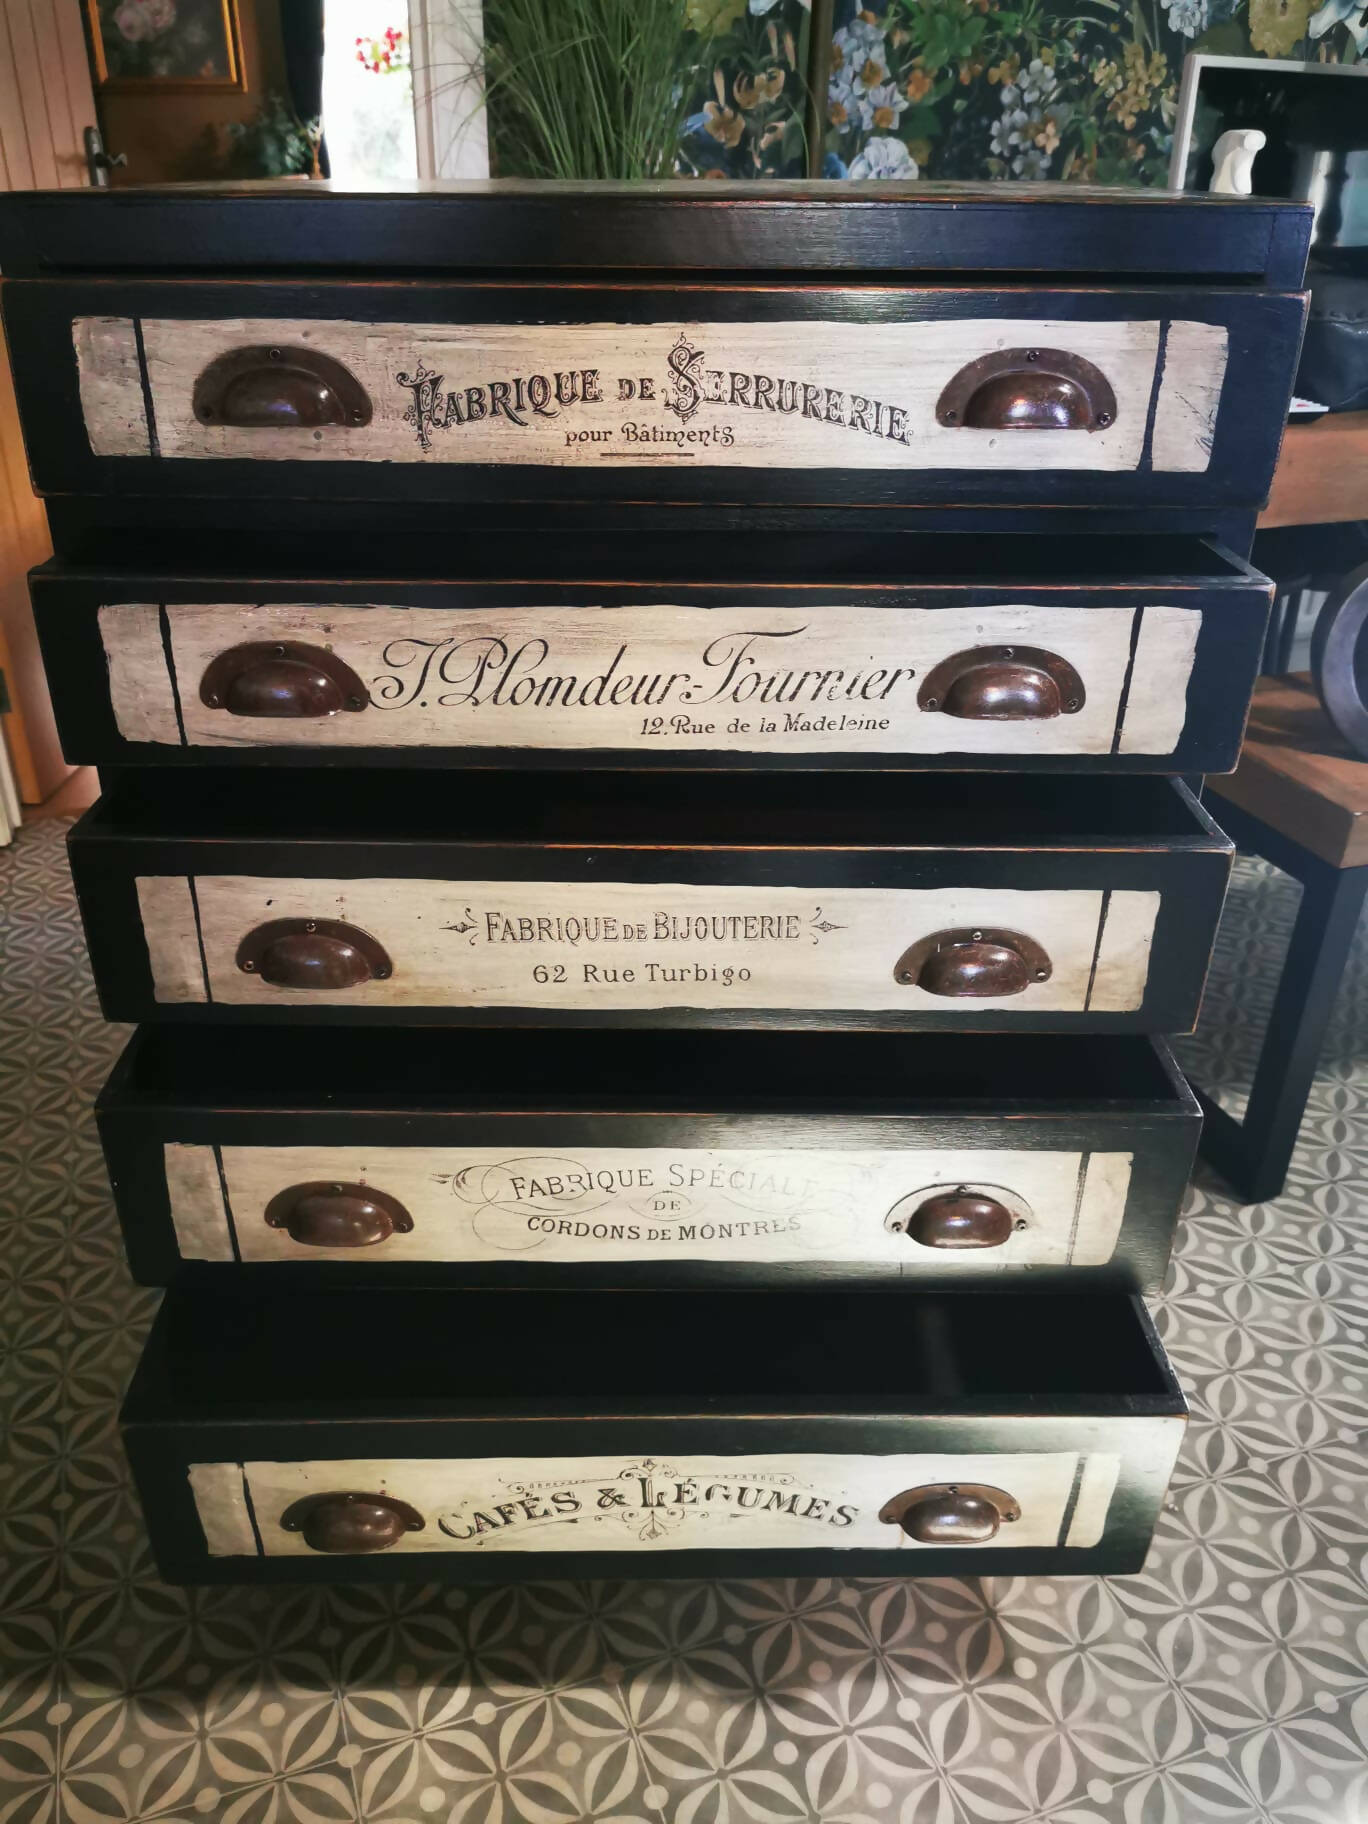 FABRIQUE DE SERRURERIE
pour Bâtiments
J. Plomdeur-Fournier
12. Rue de la Madeleine
FABRIQUE DE BIJOUTERIE
62 Rue Turbigo
FABRIQUE SPÉCIALE
DE
CORDONS DE MONTRES
CAFÉS & LÉGUMES